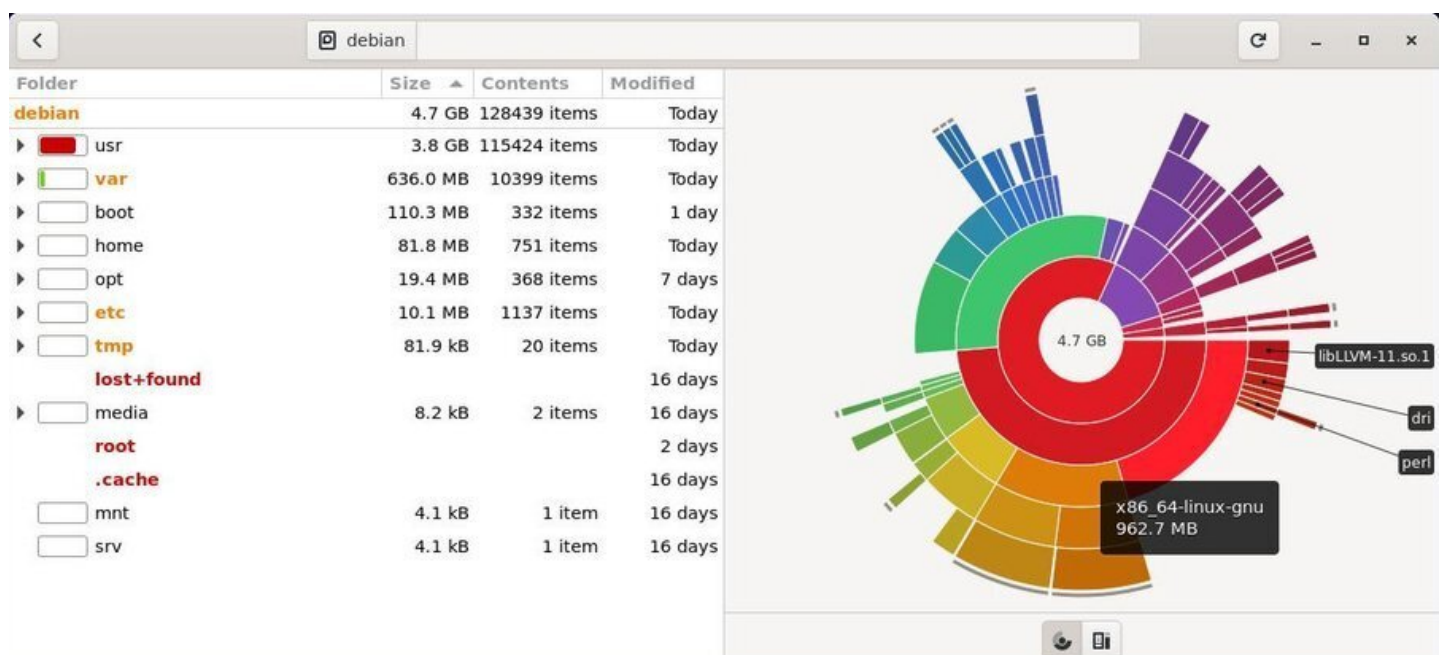 debian
Folder Size Contents Modified
debian 4.7 GB 128439 items Today
usr 3.8 GB 115424 items Today
var 636.0 MB 10399 items Today
boot 110.3 MB 332 items 1 day
home 81.8 MB 751 items Today
opt 19.4 MB 368 items 7 days
etc 10.1 MB 1137 items Today
tmp 81.9 kB 20 items Today
lost+found 16 days
media 8.2 kB 2 items 16 days
root 2 days
.cache 16 days
mnt 4.1 kB 1 item 16 days
srv 4.1 kB 1 item 16 days
4.7 GB
libLLVM-11.so.1
dri
perl
x86_64-linux-gnu
962.7 MB